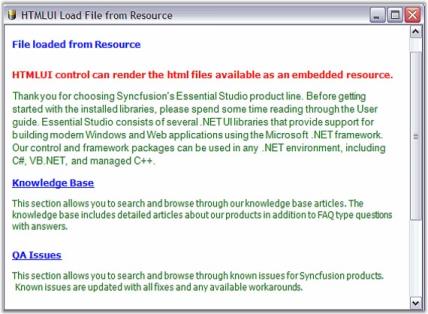 HTMLUI Load File from Resource
File loaded from Resource
HTMLUI control can render the html files available as an embedded resource.
Thank you for choosing Syncfusion's Essential Studio product line. Before getting
started with the installed libraries, please spend some time reading through the User
guide. Essential Studio consists of several .NET UI libraries that provide support for
building modern Windows and Web applications using the Microsoft .NET framework.
Our control and framework packages can be used in any .NET environment, including
C#, VB.NET, and managed C++.
Knowledge Base
This section allows you to search and browse through our knowledge base articles. The
knowledge base includes detailed articles about our products in addition to FAQ type questions
with answers.
QA Issues
This section allows you to search and browse through known issues for Syncfusion products.
Known issues are updated with all fixes and any available workarounds.